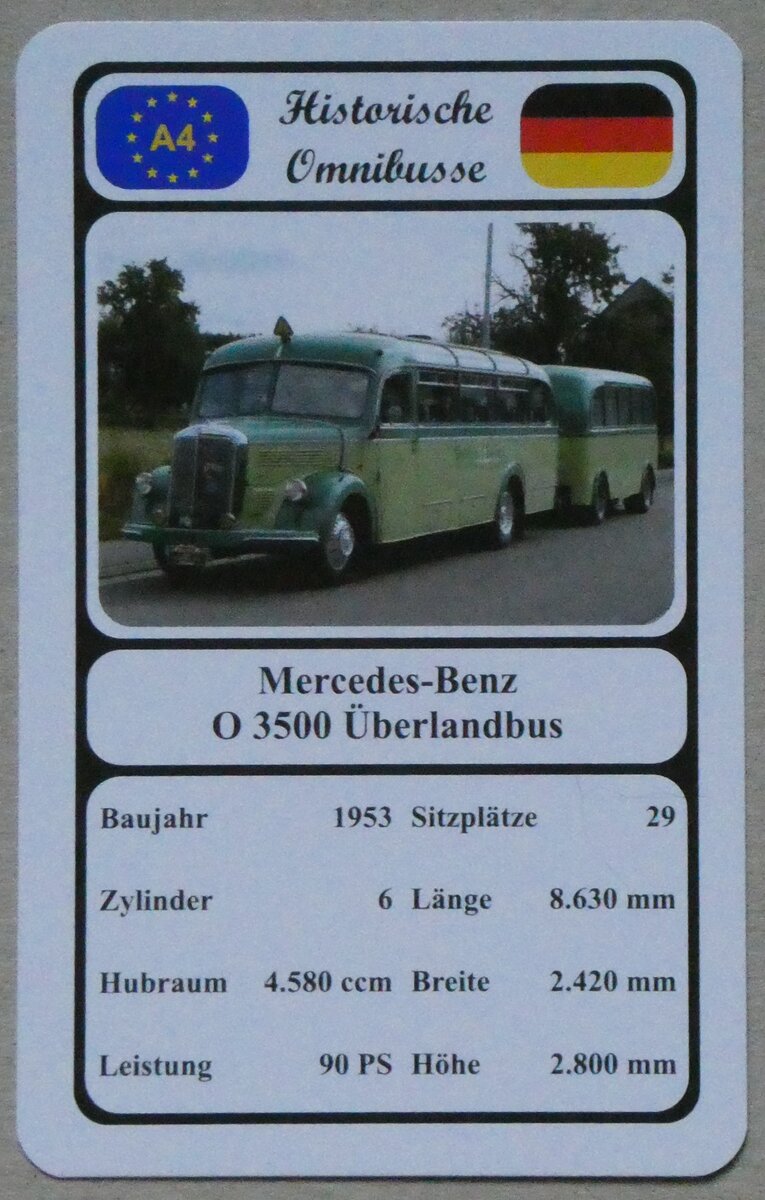 A4
Historische
Omnibusse
Mercedes-Benz
O 3500 Überlandbus
Baujahr 1953 Sitzplätze 29
Zylinder 6 Länge 8.630 mm
Hubraum 4.580 ccm Breite 2.420 mm
Leistung 90 PS Höhe 2.800 mm